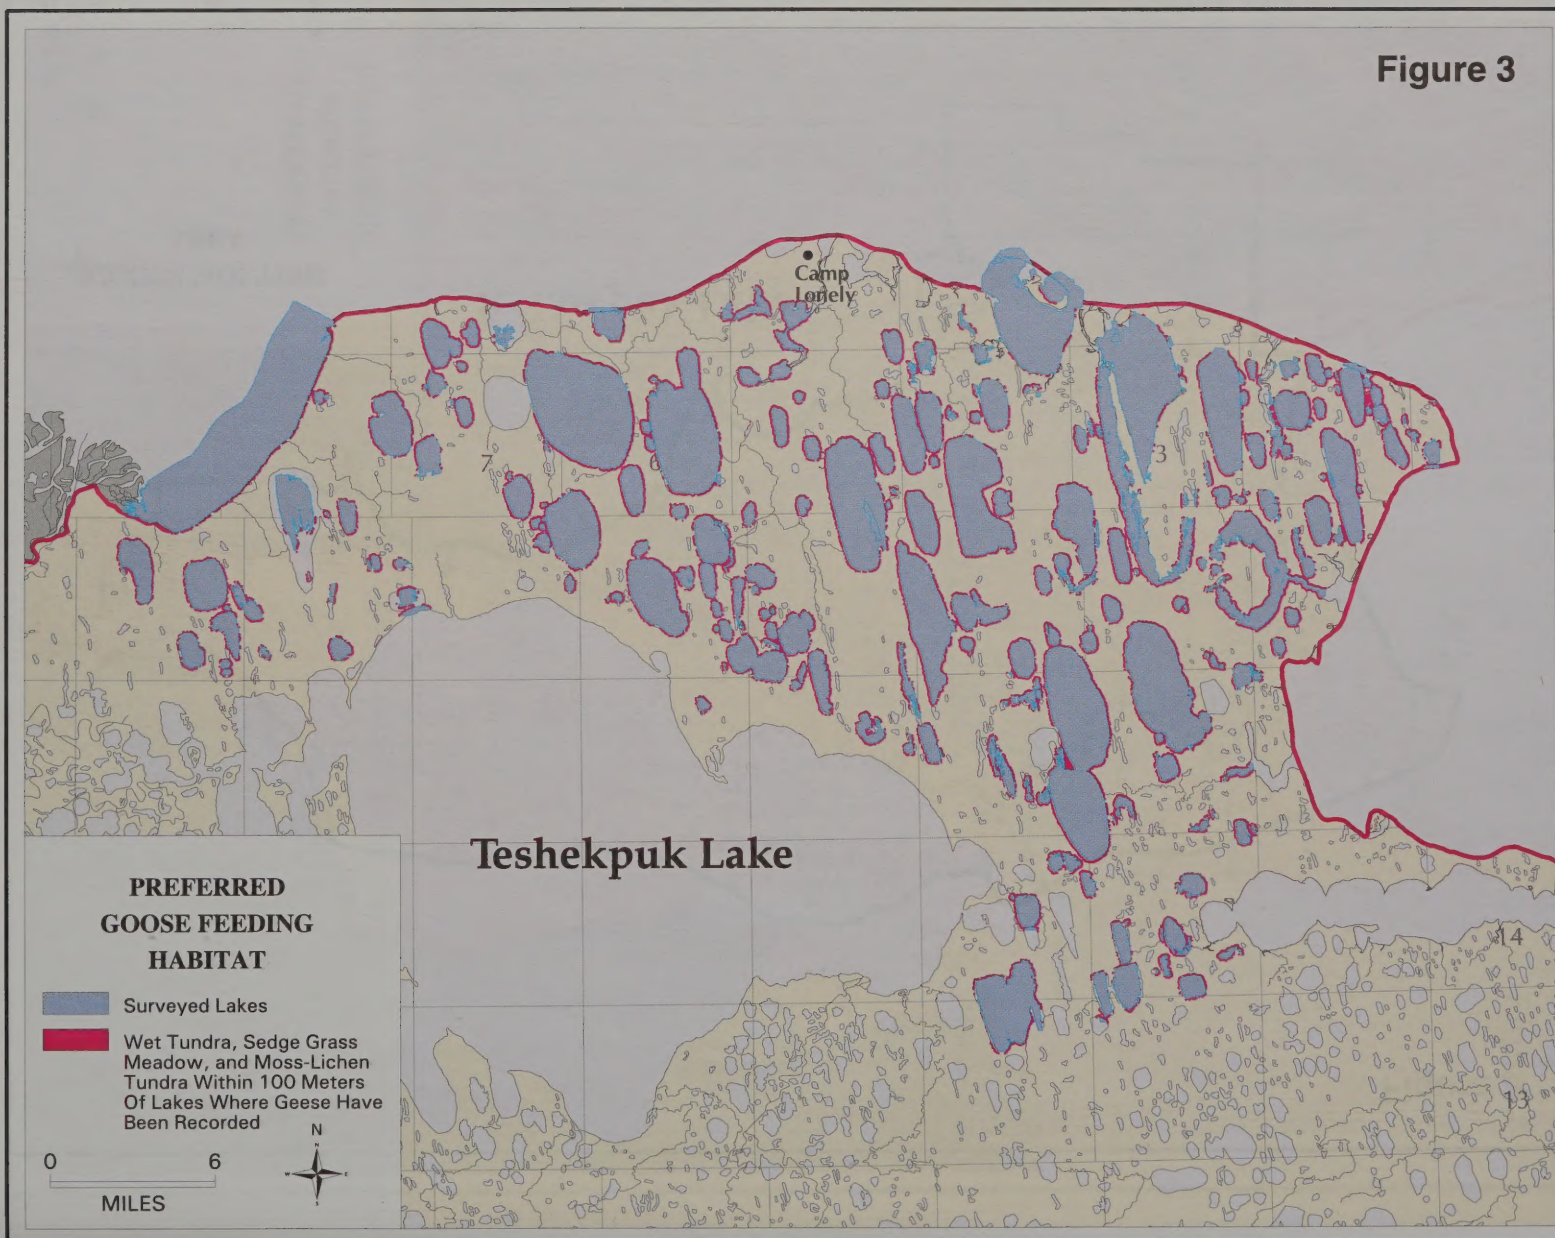 Figure 3
Camp
Lonely
7
6
3
Teshekpuk Lake
14
13
PREFERRED
GOOSE FEEDING
HABITAT
Surveyed Lakes
Wet Tundra, Sedge Grass
Meadow, and Moss-Lichen
Tundra Within 100 Meters
Of Lakes Where Geese Have
Been Recorded
N
N
W E
S
0 6
MILES